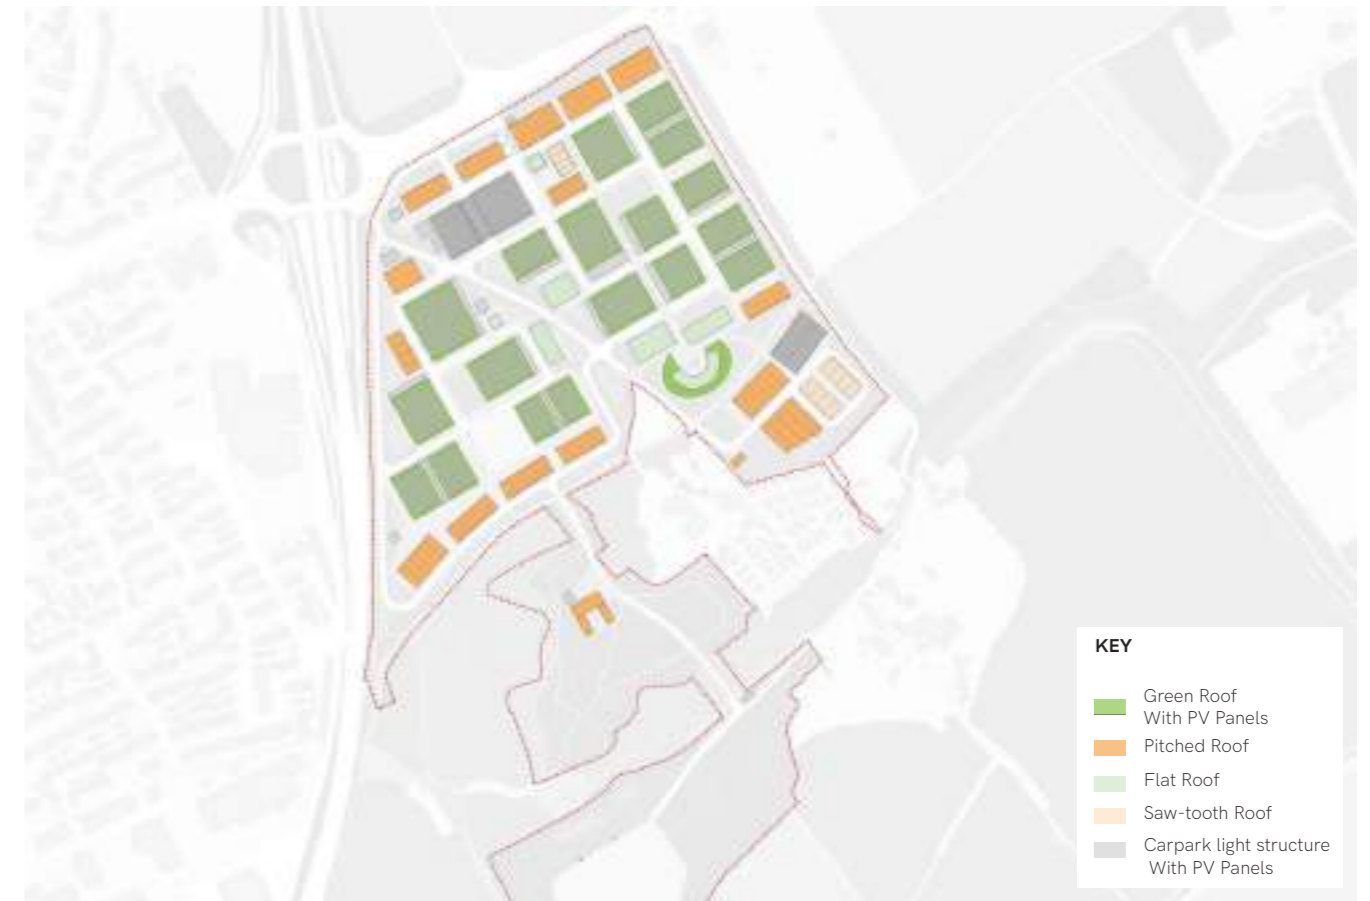 KEY
Green Roof
With PV Panels
Pitched Roof
Flat Roof
Saw-tooth Roof
Carpark light structure
With PV Panels